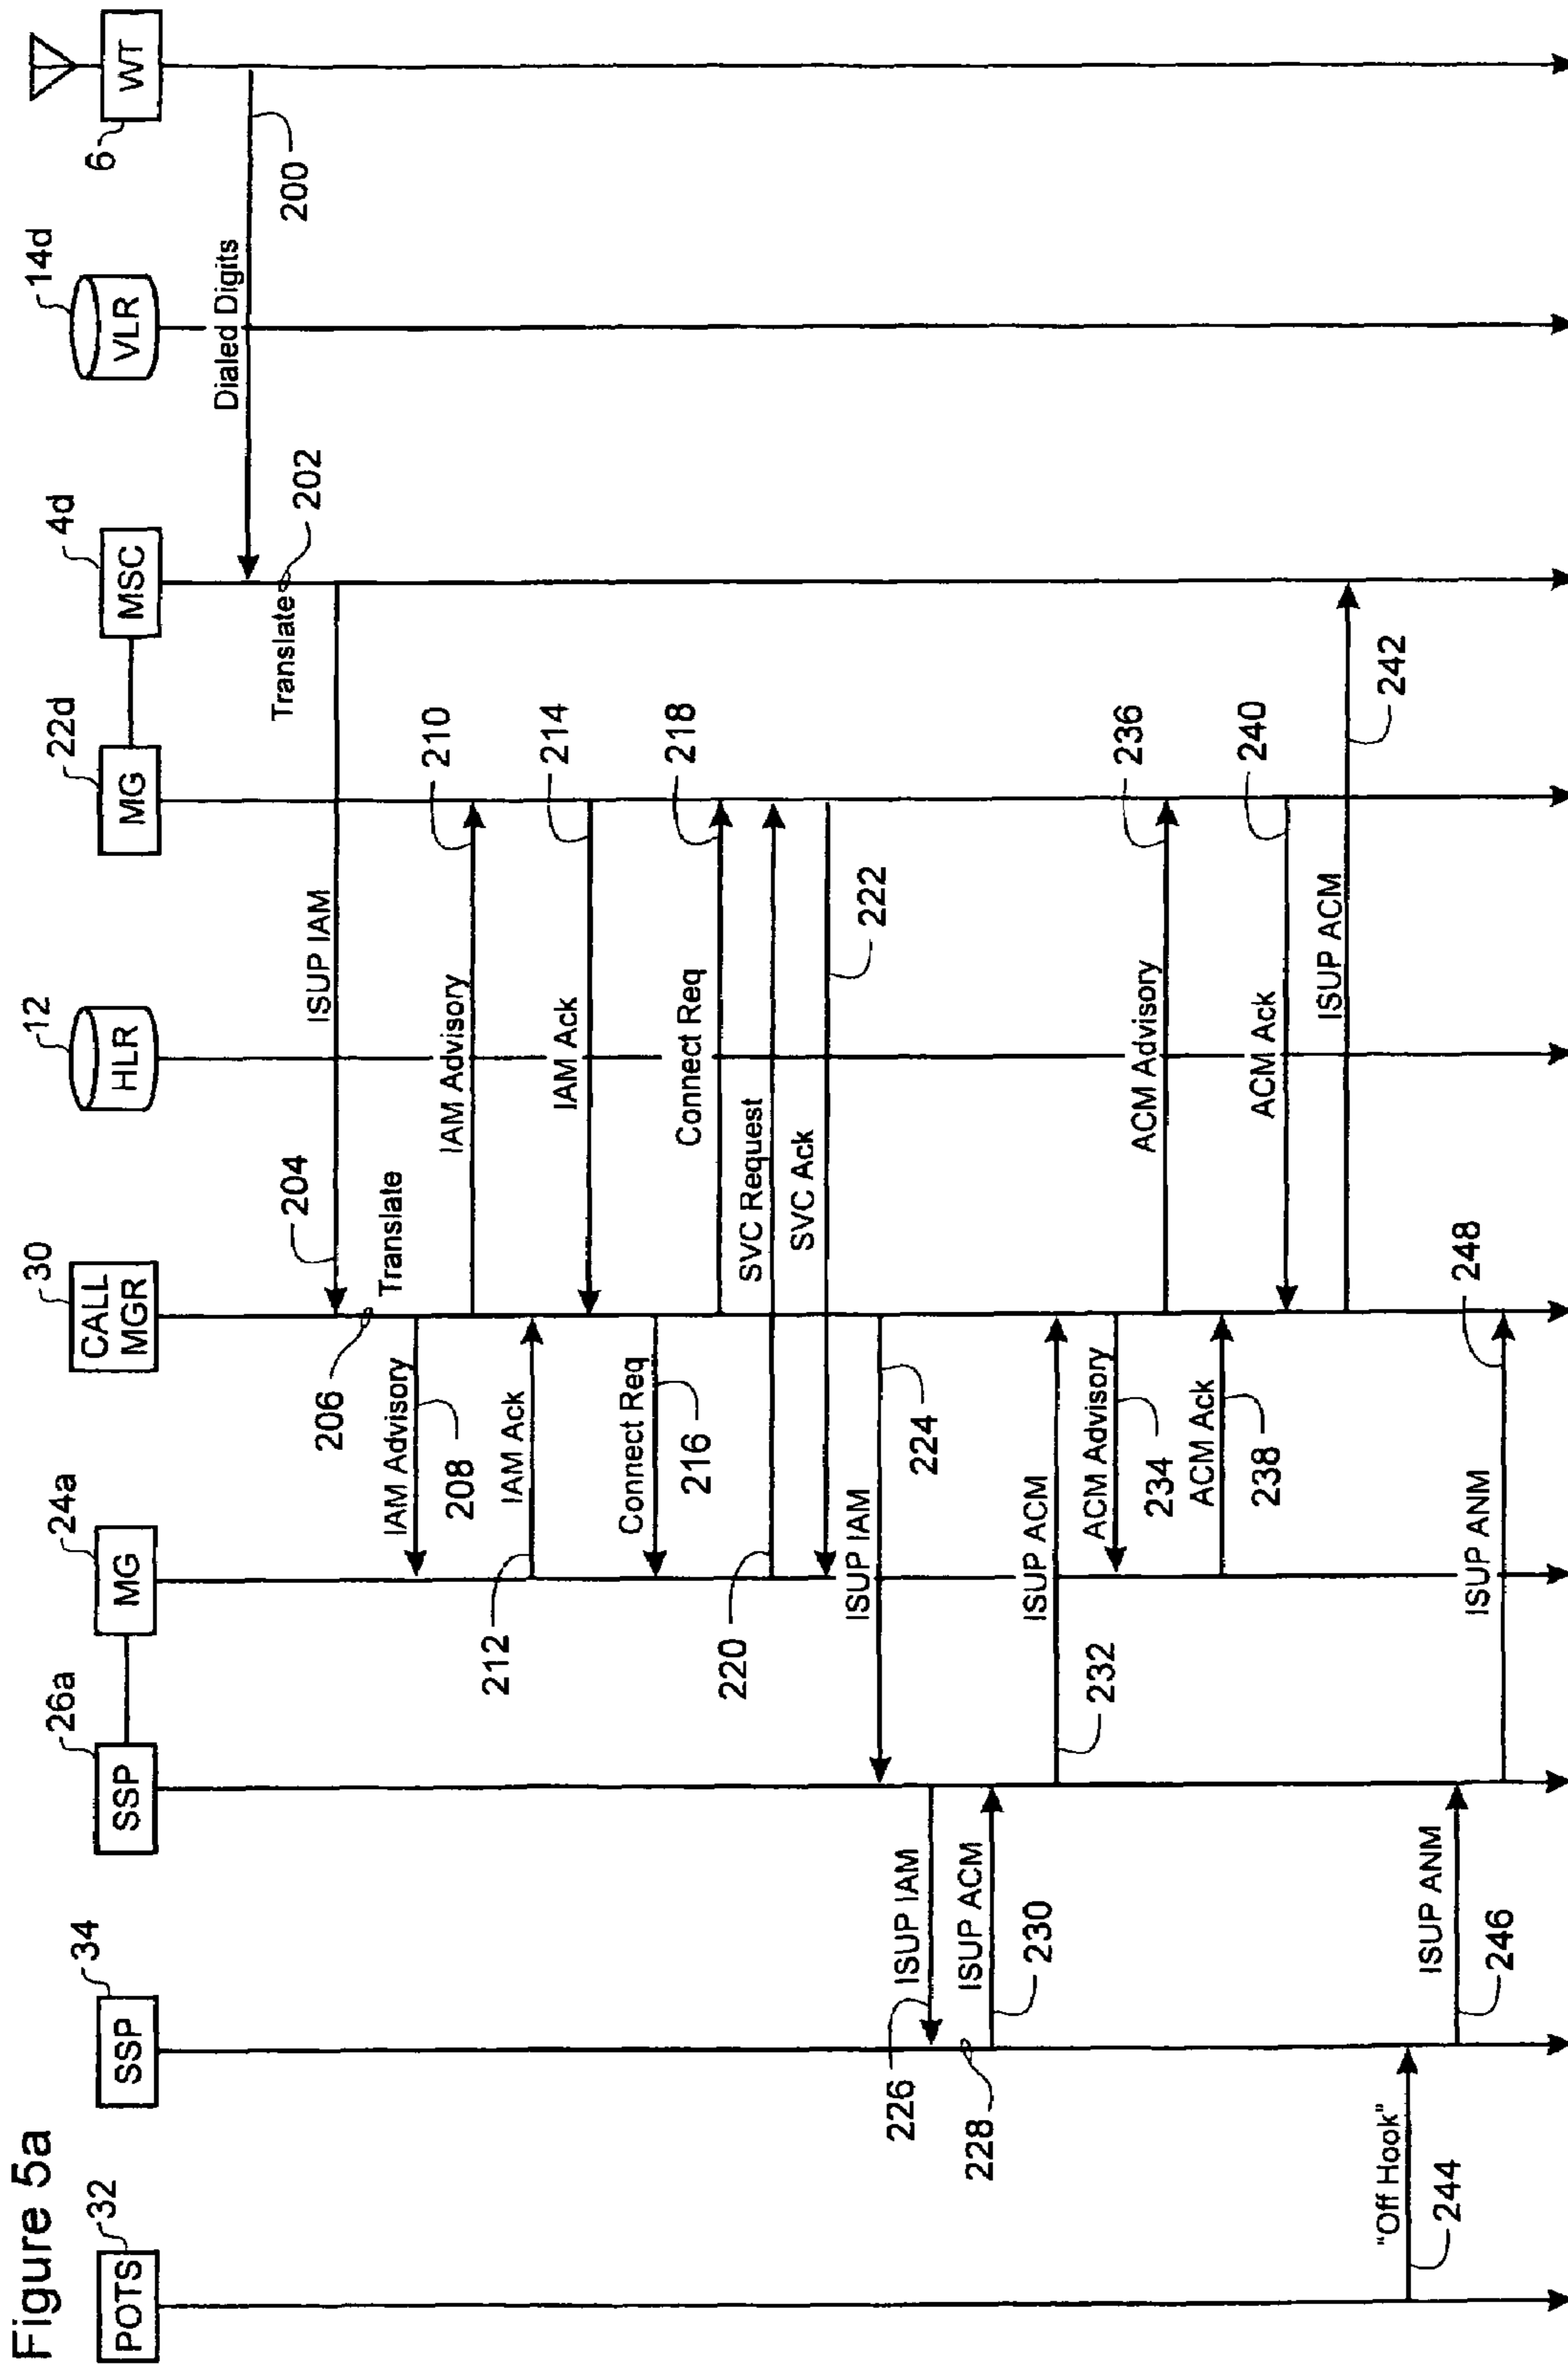 Figure 5a
POTS
32
SSP
34
SSP
26a
MG
24a
CALL
MGR
30
HLR
12
MG
22d
MSC
4d
VLR
14d
WT
6
Dialed Digits
200
Translate
202
ISUP IAM
204
Translate
206
IAM Advisory
208
IAM Advisory
210
IAM Ack
212
IAM Ack
214
Connect Req
216
Connect Req
218
SVC Request
220
SVC Ack
222
ISUP IAM
224
ISUP IAM
226
228
ISUP ACM
230
ISUP ACM
232
ACM Advisory
234
ACM Advisory
236
ACM Ack
238
ACM Ack
240
ISUP ACM
242
"Off Hook"
244
ISUP ANM
246
ISUP ANM
248